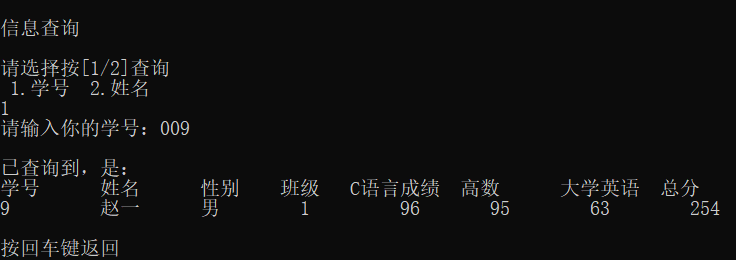 信息查询
请选择按[1/2]查询
1.学号 2.姓名
1
请输入你的学号：009
已查询到，是：
学号 姓名 性别 班级 C语言成绩 高数 大学英语 总分
9 赵一 男 1 96 95 63 254
按回车键返回